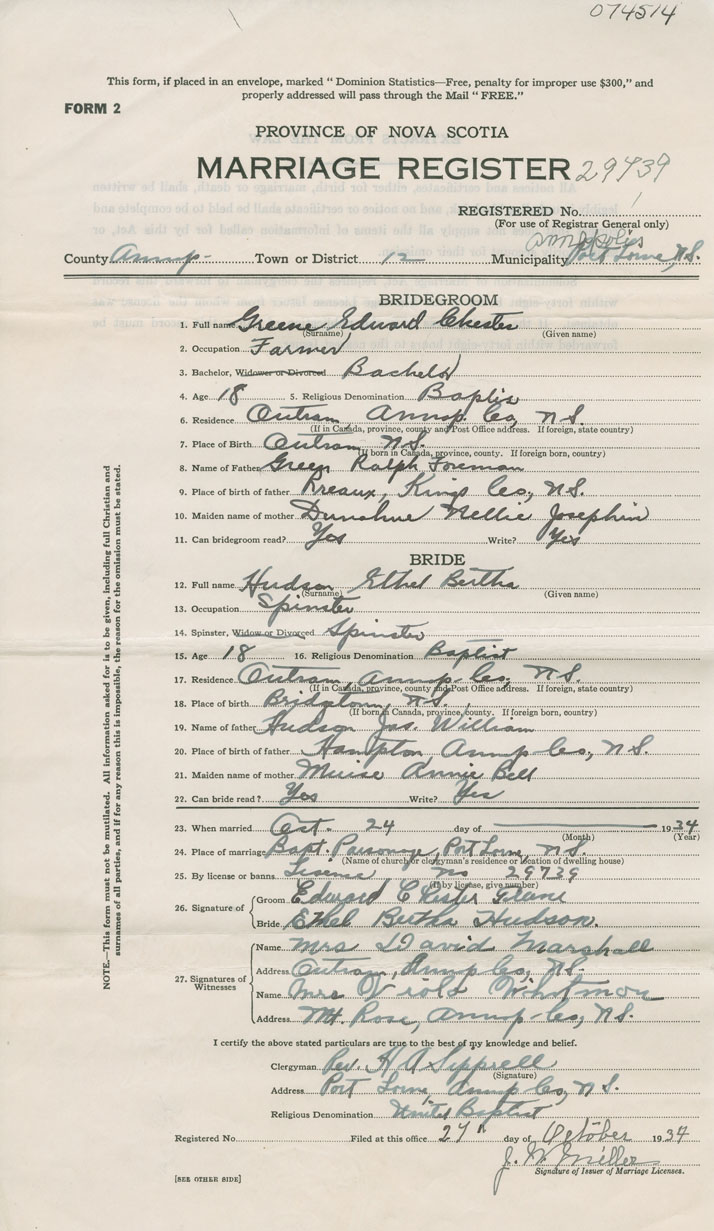 074514
This form, if placed in an envelope, marked “ Dominion Statistics—Free, penalty for improper use $300,” and
properly addressed will pass through the Mail “ FREE.”
FORM 2
PROVINCE OF NOVA SCOTIA
MARRIAGE REGISTER 29739
REGISTERED No.
(For use of Registrar General only)
Annapolis
County Annap- Town or District 12 Municipality Port Lorne, N.S.
BRIDEGROOM
1. Full name Greene Edward Chester
(Surname) (Given name)
2. Occupation Farmer
3. Bachelor, Widower or Divorced Bachelor
4. Age 18 5. Religious Denomination Baptis
6. Residence Outram Annap. Co, N.S.
(If in Canada, province, county and Post Office address. If foreign, state country)
7. Place of Birth Outram N.S.
(If born in Canada, province, county. If foreign born, country)
8. Name of Father Green Ralph Foreman
9. Place of birth of father Kings Co., N.S.
10. Maiden name of mother Donahue Nellie Josephin
11. Can bridegroom read? Yes Write? Yes
BRIDE
12. Full name Hudson Ethel Bertha
(Surname) (Given name)
13. Occupation Spinster
14. Spinster, Widow or Divorced Spinster
15. Age 18 16. Religious Denomination Baptist
17. Residence Outram, Annap. Co, N.S.
(If in Canada, province, county and Post Office address. If foreign, state country)
18. Place of birth Bridgetown, N.S.
(If born in Canada, province, county. If foreign born, country)
19. Name of father Hudson Jas. William
20. Place of birth of father Hampton Annap Co, N.S.
21. Maiden name of mother Muise Annie Bell
22. Can bride read? Yes Write? Yes
23. When married Oct. 24 day of 1934
(Month) (Year)
24. Place of marriage Bapt. Parsonage, Port Lorne, N.S.
(Name of church or clergyman's residence or location of dwelling house)
25. By license or banns Lisense No 29739
(If by license, give number)
26. Signature of
Groom Edward Chester
Bride Ethel Bertha Hudson.
27. Signatures of Witnesses
Name Mrs David Marshall
Address Outram, Annap Co, N.S.
Name Mrs Viola Whitman
Address Mt. Rose, Annap. Co, N.S.
I certify the above stated particulars are true to the best of my knowledge and belief.
Clergyman Rev. H A Sipprell
(Signature)
Address Port Lorne, Annap Co, N.S.
Religious Denomination United Baptist
Registered No. Filed at this office 27" day of October 1934
J. W. Miller
Signature of Issuer of Marriage Licenses.
[SEE OTHER SIDE]
NOTE.—This form must not be mutilated. All information asked for is to be given, including full Christian and
surnames of all parties, and if for any reason this is impossible, the reason for the omission must be stated.